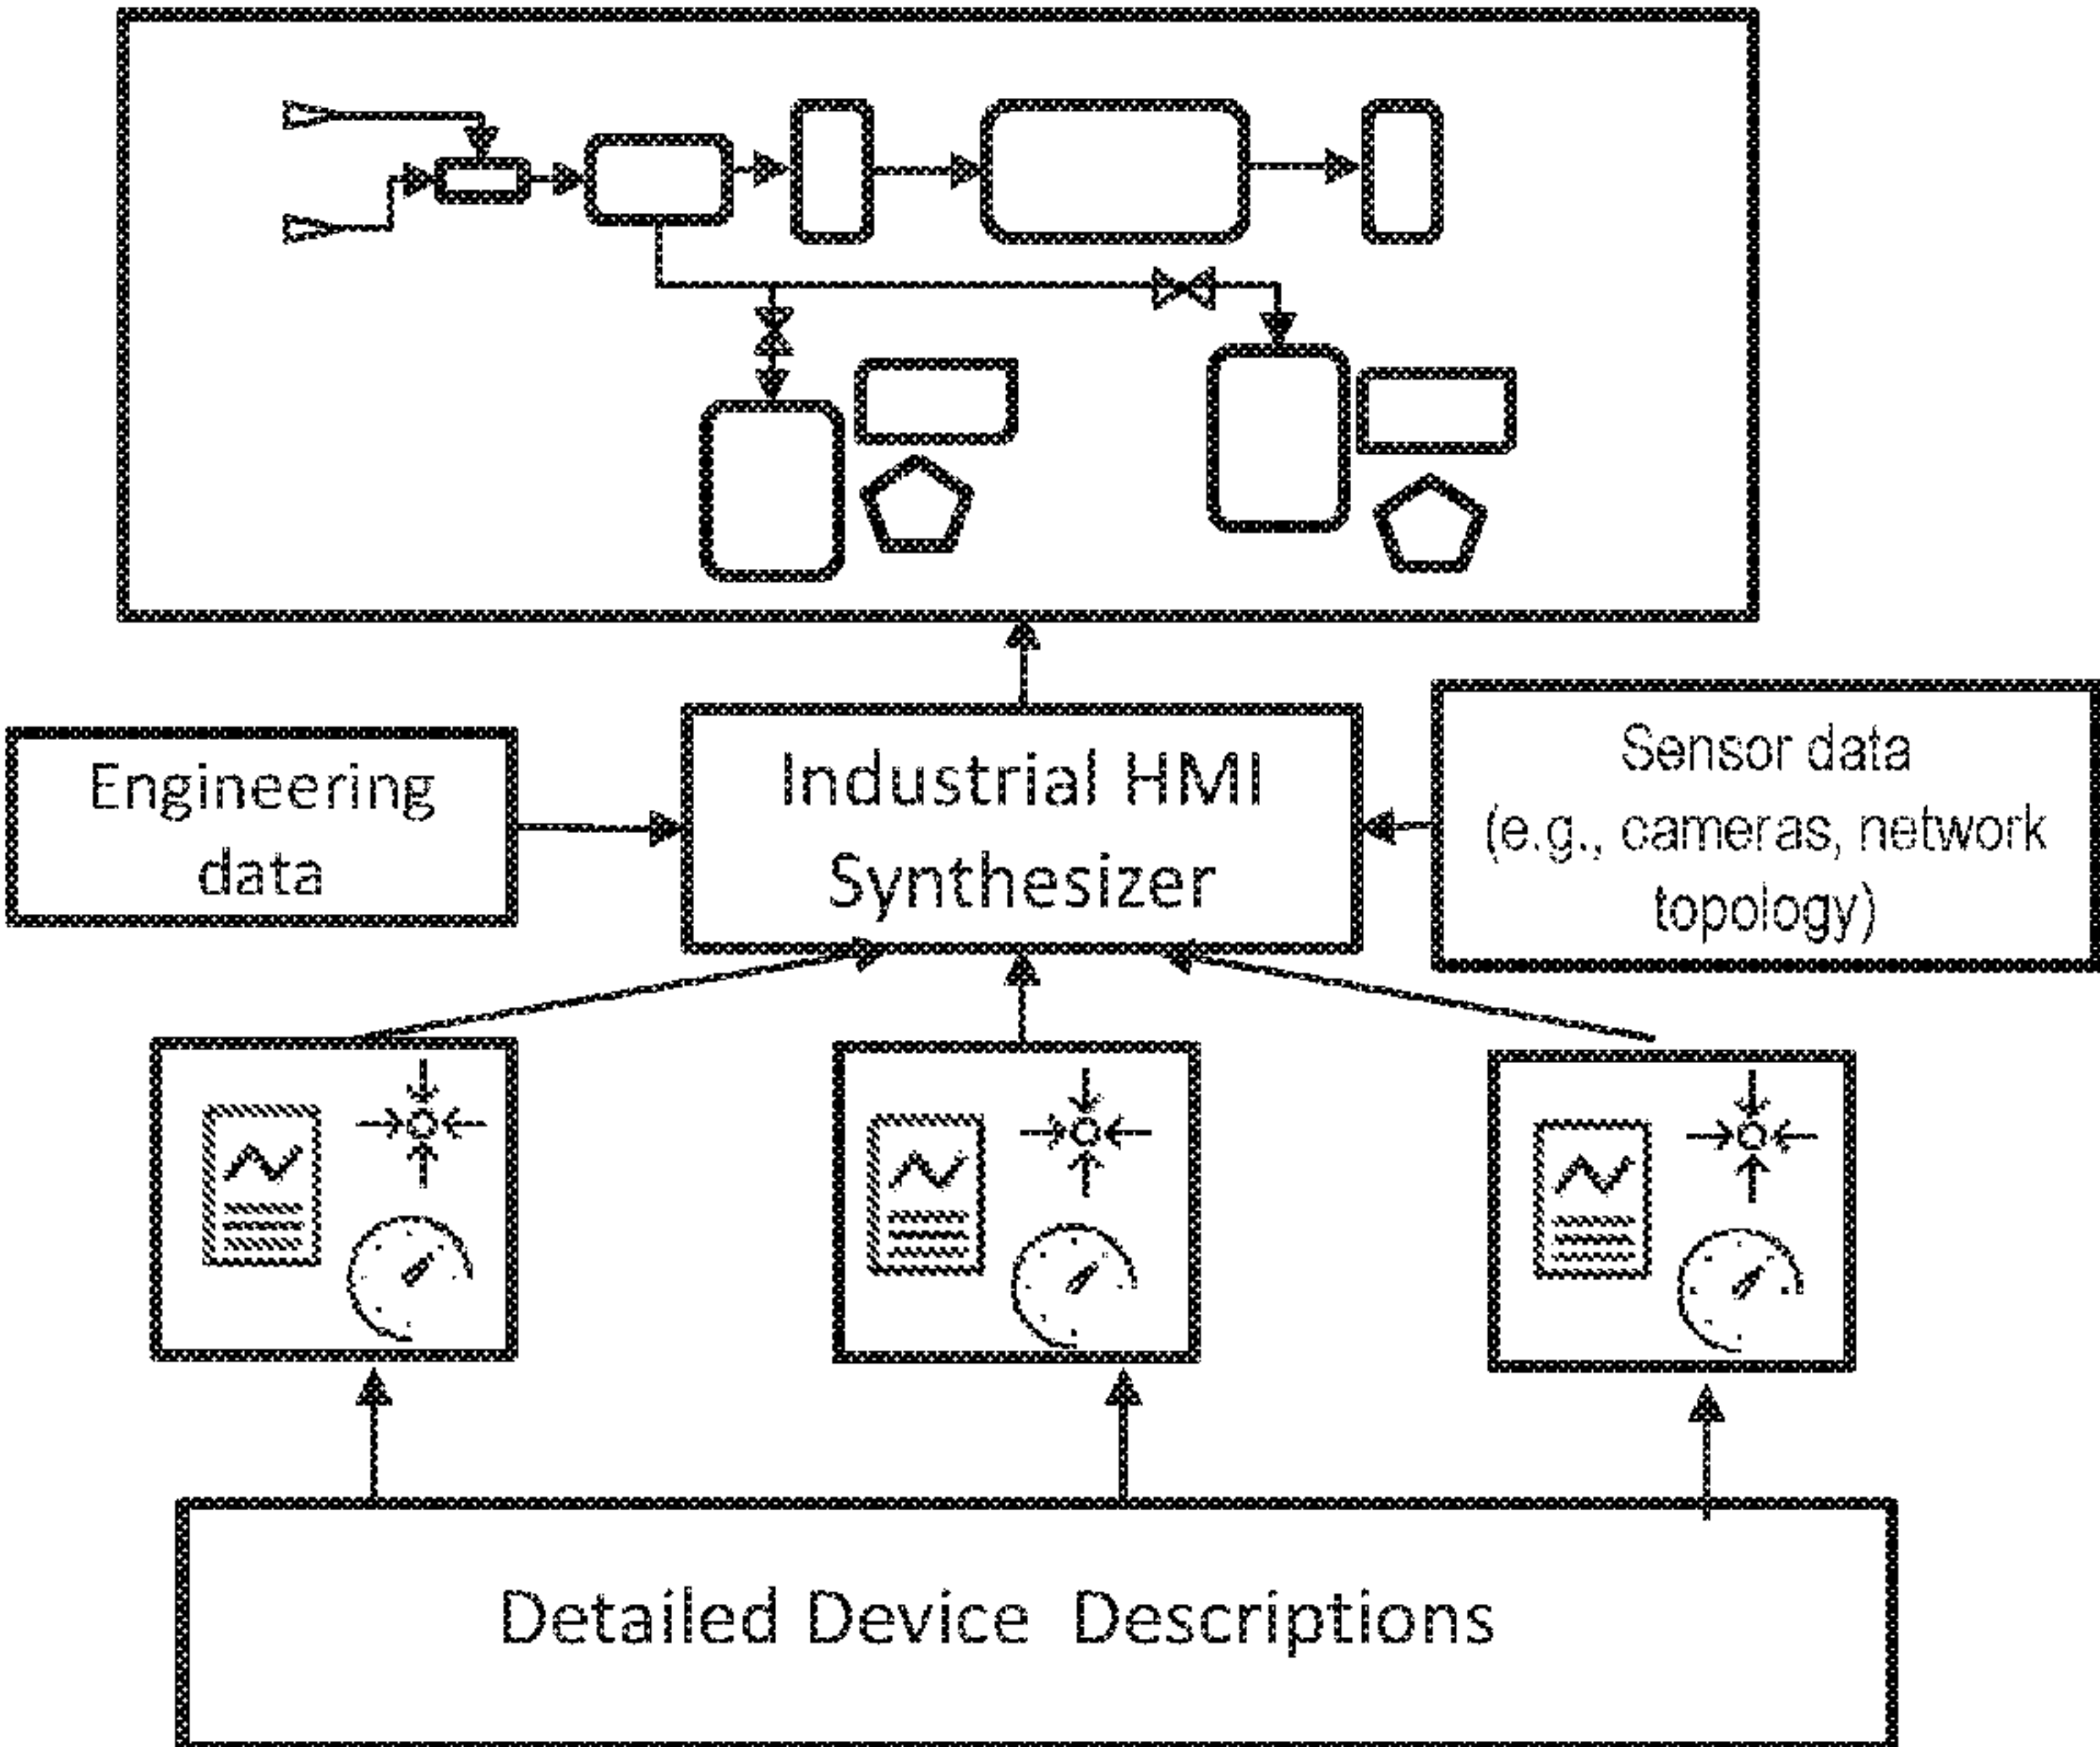 Engineering
data
Industrial HMI
Synthesizer
Sensor data
(e.g., cameras, network
topology)
Detailed Device Descriptions